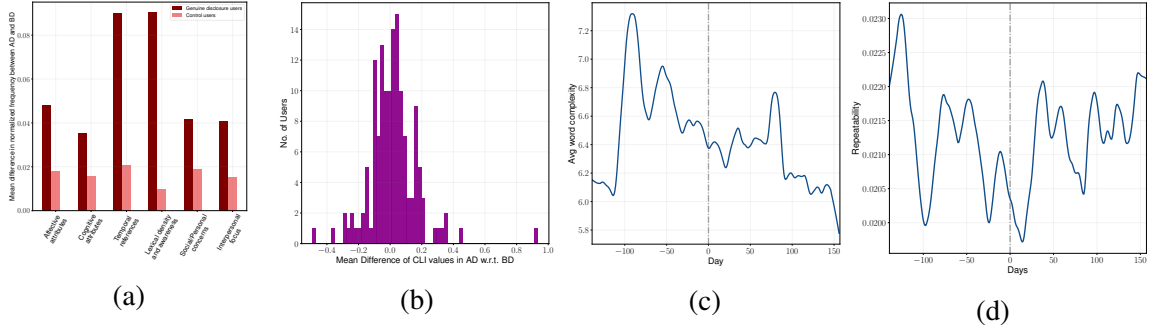 Genuine disclosure users
Control users
Mean difference in normalized frequency between AD and BD
0.08
0.06
0.04
0.02
0.00
Affective
attributes
Cognitive
attributes
Temporal
references
Lexical density
and awareness
Social/Personal
concerns
Interpersonal
focus
(a)
No. of Users
14
12
10
8
6
4
2
0
−0.4 −0.2 0.0 0.2 0.4 0.6 0.8 1.0
Mean Difference of CLI values in AD w.r.t. BD
(b)
Avg word complexity
7.2
7.0
6.8
6.6
6.4
6.2
6.0
5.8
−100 −50 0 50 100 150
Day
(c)
Repeatability
0.0230
0.0225
0.0220
0.0215
0.0210
0.0205
0.0200
−100 −50 0 50 100 150
Days
(d)